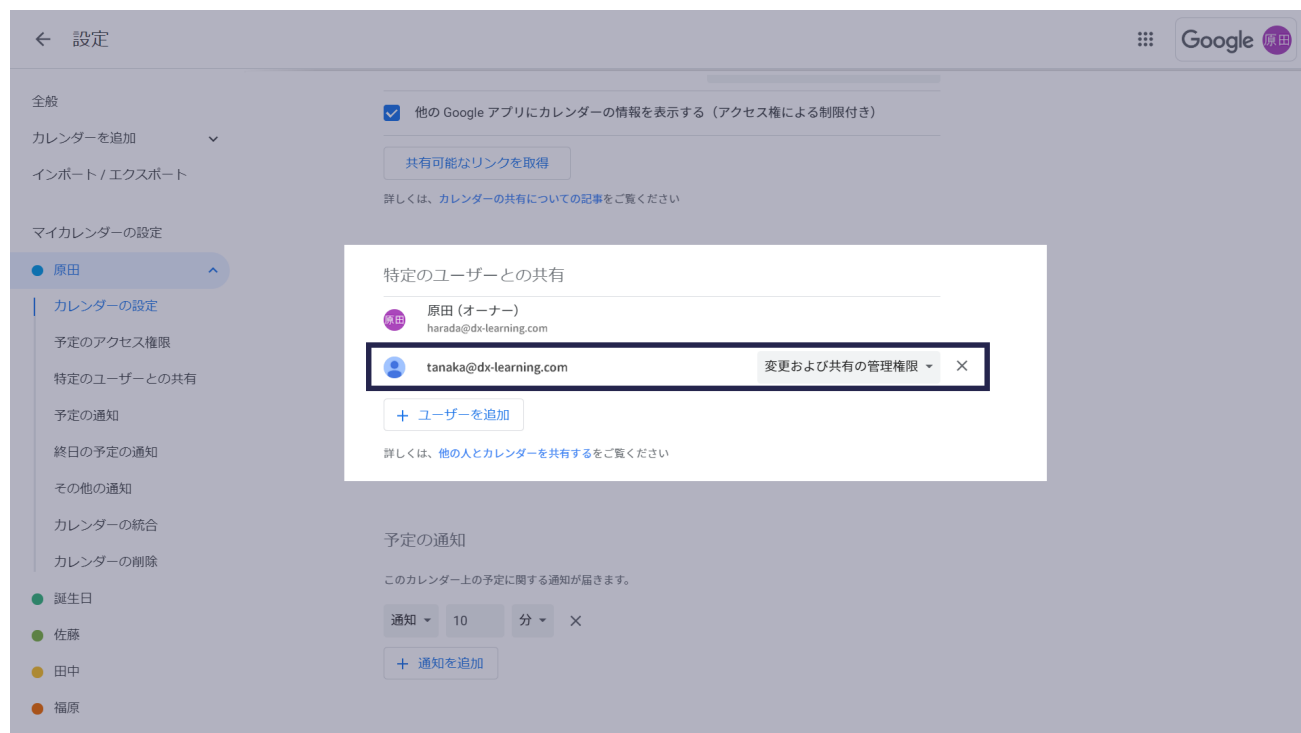 設定
Google 原田
全般
カレンダーを追加
インポート / エクスポート
マイカレンダーの設定
原田
カレンダーの設定
予定のアクセス権限
特定のユーザーとの共有
予定の通知
終日の予定の通知
その他の通知
カレンダーの統合
カレンダーの削除
誕生日
佐藤
田中
福原
他の Google アプリにカレンダーの情報を表示する（アクセス権による制限付き）
共有可能なリンクを取得
詳しくは、カレンダーの共有についての記事をご覧ください
特定のユーザーとの共有
原田
原田（オーナー）
harada@dx-learning.com
tanaka@dx-learning.com 変更および共有の管理権限
ユーザーを追加
詳しくは、他の人とカレンダーを共有するをご覧ください
予定の通知
このカレンダー上の予定に関する通知が届きます。
通知 10 分
通知を追加